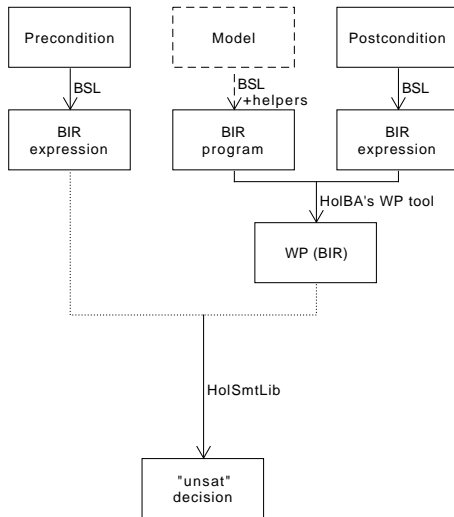 Precondition
Model
Postcondition
BSL
BSL
+helpers
BSL
BIR
expression
BIR
program
BIR
expression
HolBA's WP tool
WP (BIR)
HolSmtLib
"unsat"
decision